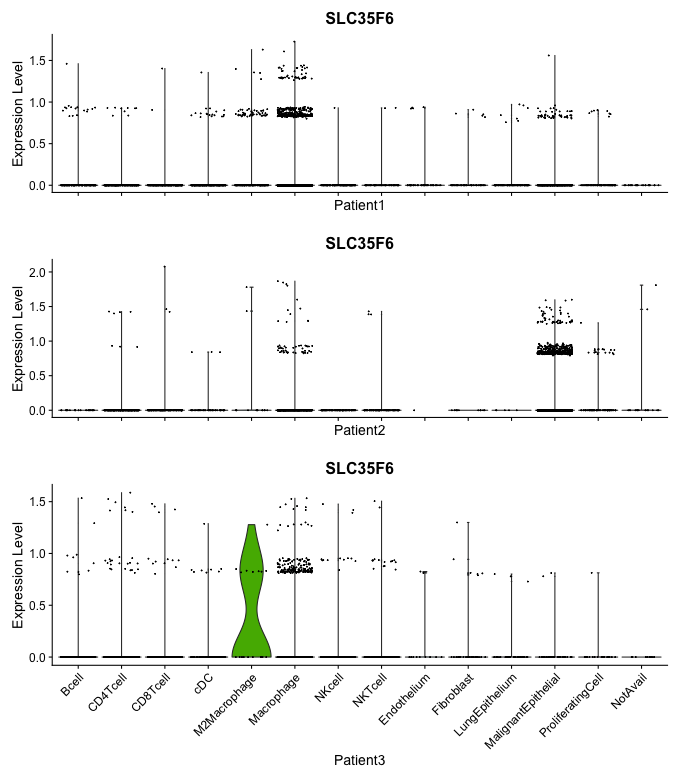 SLC35F6
Expression Level
1.5
1.0
0.5
0.0
Patient1
SLC35F6
Expression Level
2.0
1.5
1.0
0.5
0.0
Patient2
SLC35F6
Expression Level
1.5
1.0
0.5
0.0
Bcell
CD4Tcell
CD8Tcell
cDC
M2Macrophage
Macrophage
NKcell
NKTcell
Endothelium
Fibroblast
LungEpithelium
MalignantEpithelial
ProliferatingCell
NotAvail
Patient3